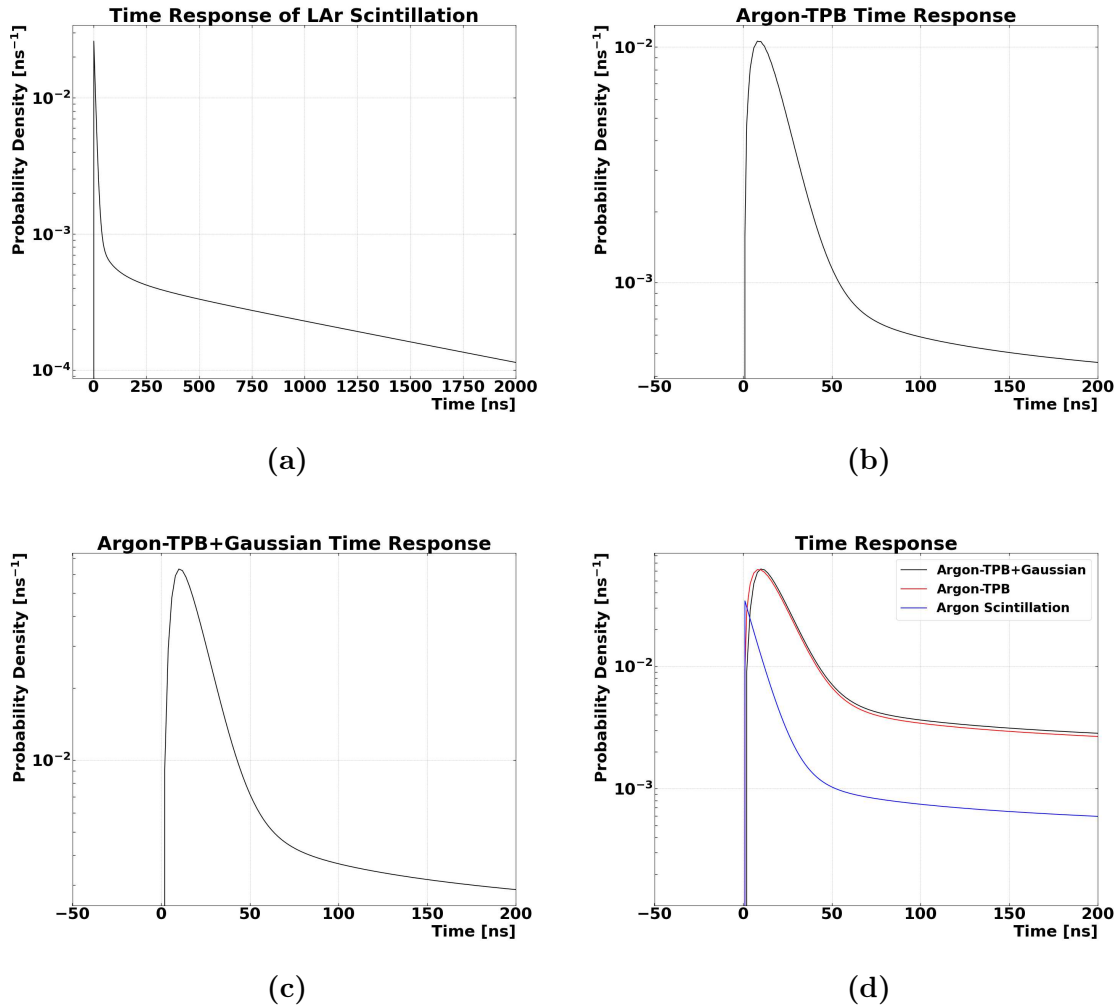 Time Response of LAr Scintillation
Probability Density [ns⁻¹]
10⁻²
10⁻³
10⁻⁴
0 250 500 750 1000 1250 1500 1750 2000
Time [ns]
(a)
Argon-TPB Time Response
Probability Density [ns⁻¹]
10⁻²
10⁻³
−50 0 50 100 150 200
Time [ns]
(b)
Argon-TPB+Gaussian Time Response
Probability Density [ns⁻¹]
10⁻²
−50 0 50 100 150 200
Time [ns]
(c)
Time Response
Probability Density [ns⁻¹]
Argon-TPB+Gaussian
Argon-TPB
Argon Scintillation
10⁻²
10⁻³
−50 0 50 100 150 200
Time [ns]
(d)